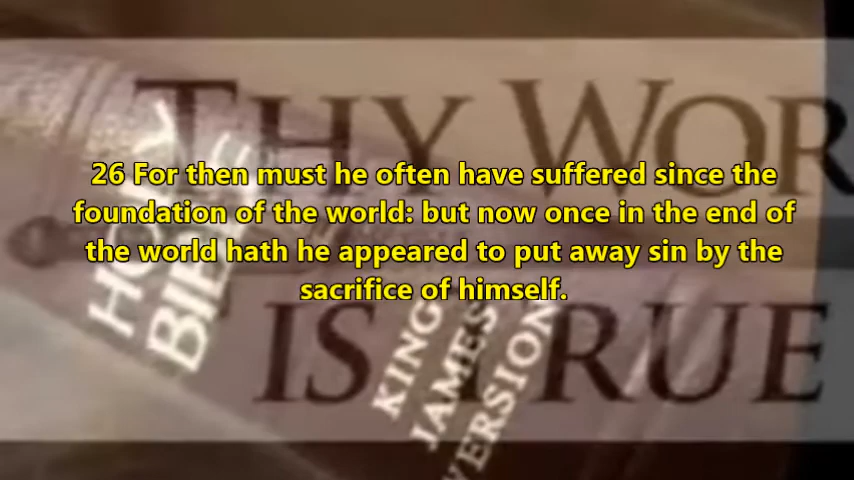 THY WOR
IS TRUE
HOLY
BIBLE
KING
JAMES
VERSION
26 For then must he often have suffered since the
foundation of the world: but now once in the end of
the world hath he appeared to put away sin by the
sacrifice of himself.